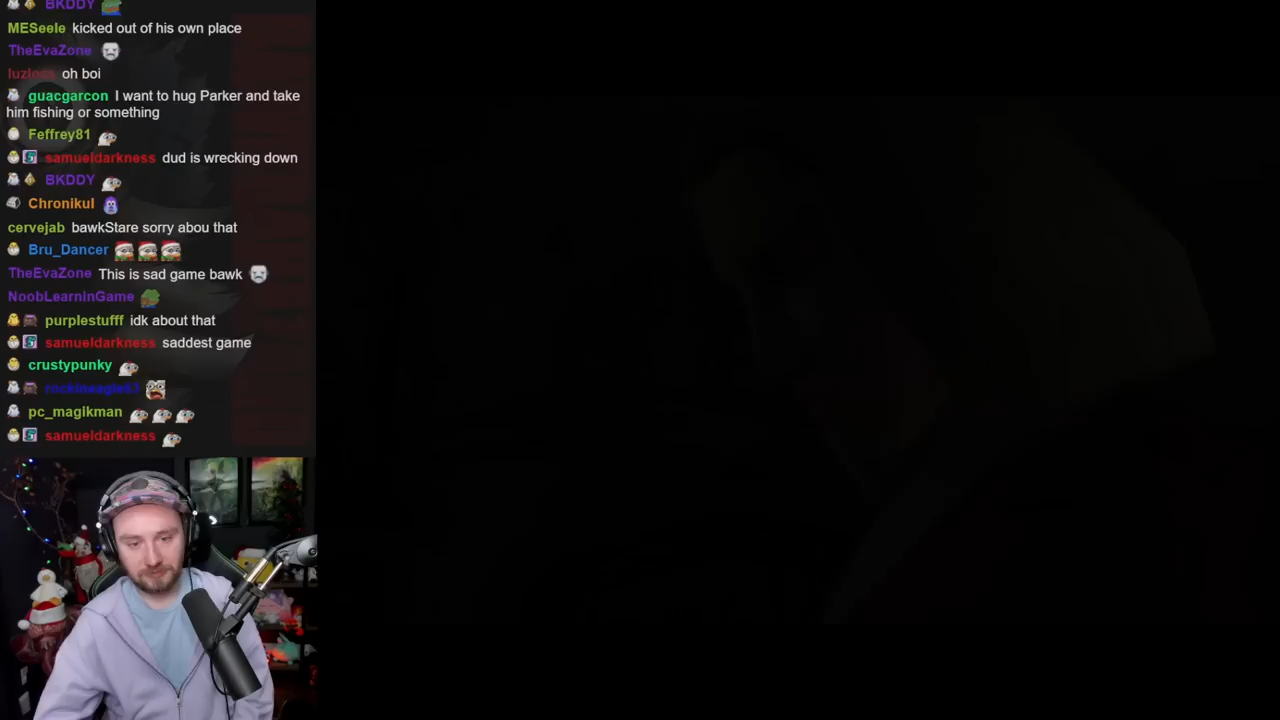 BKDDY
MESeele kicked out of his own place
TheEvaZone
luzloss oh boi
guacgarcon I want to hug Parker and take
him fishing or something
Feffrey81
samueldarkness dud is wrecking down
BKDDY
Chronikul
cervejab bawkStare sorry abou that
Bru_Dancer
TheEvaZone This is sad game bawk
NoobLearninGame
purplestufff idk about that
samueldarkness saddest game
crustypunky
pc_magikman
samueldarkness